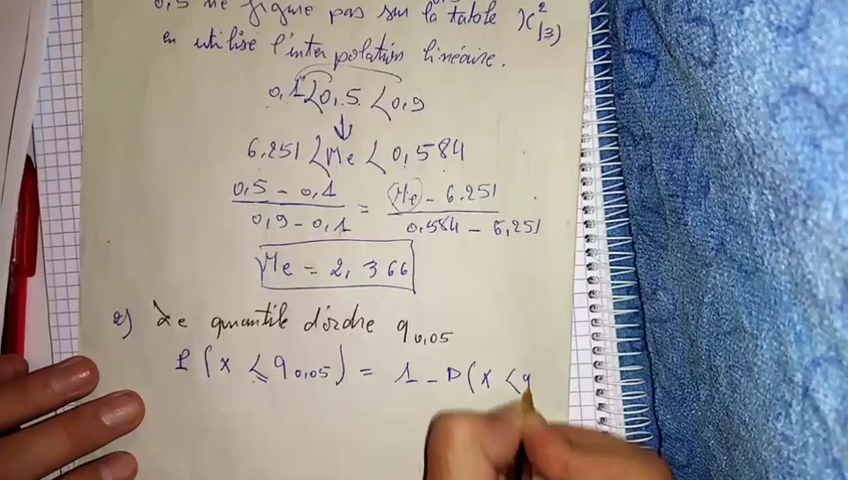 0,5 ne figure pas sur la table χ²(3)
en utilise l'interpolation linéaire.
0,1 < 0,5 < 0,9
6.251 < Me < 0,584
0,5 - 0,1 / 0,9 - 0,1 = Me - 6.251 / 0,584 - 6,251
Me = 2,366
2) Le quantile d'ordre q0,05
P(X ≤ q0,05) = 1 - P(X < q